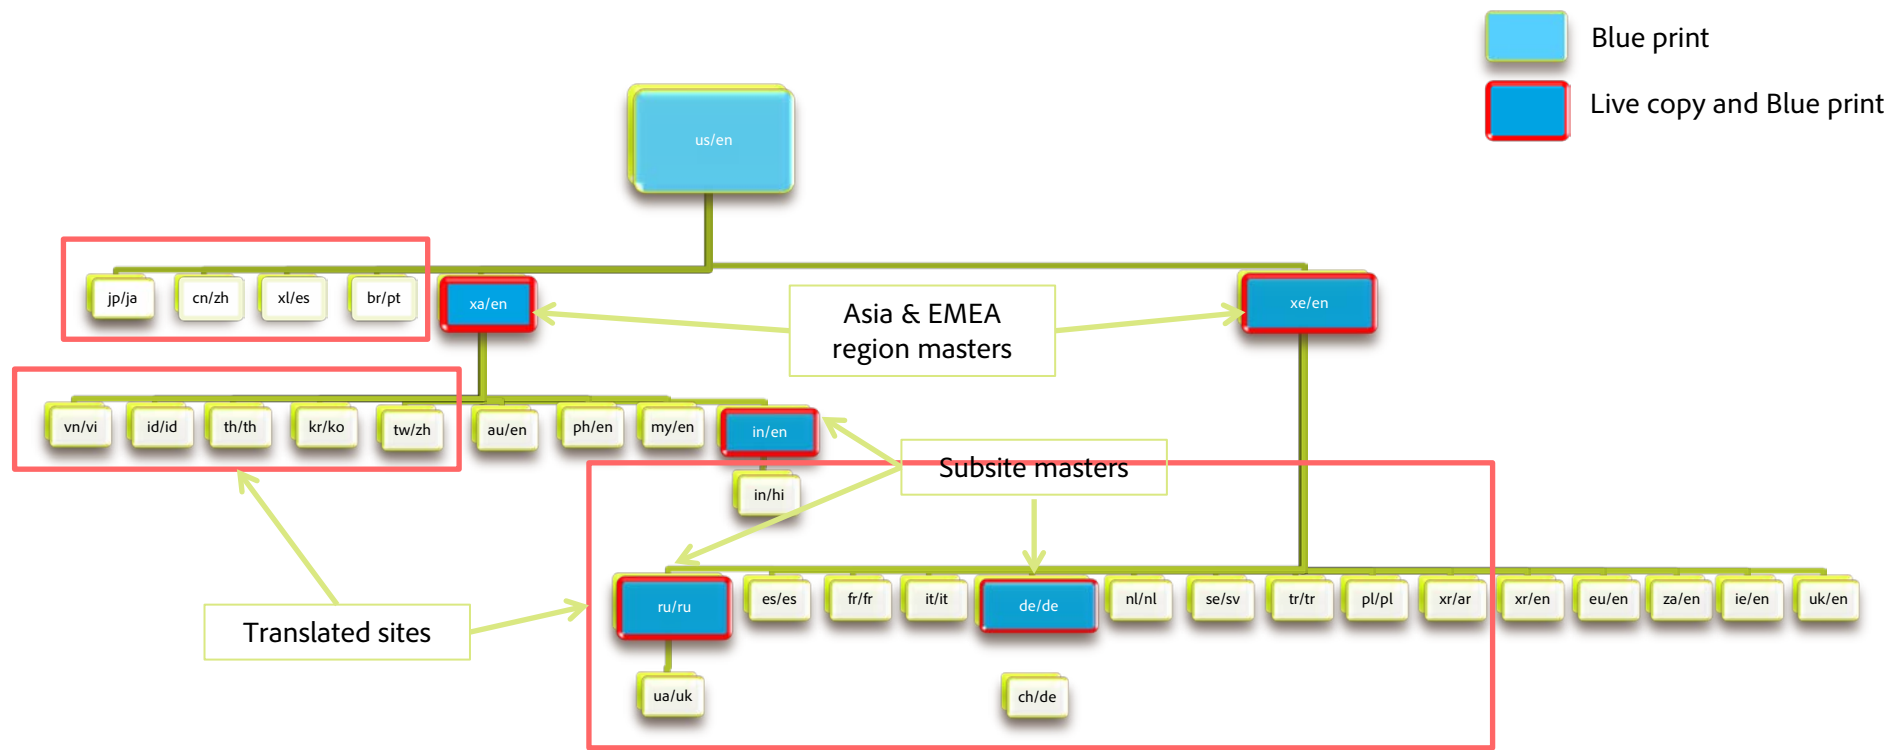 Blue print
Live copy and Blue print
us/en
jp/ja
cn/zh
xl/es
br/pt
xa/en
Asia & EMEA
region masters
xe/en
vn/vi
id/id
th/th
kr/ko
tw/zh
au/en
ph/en
my/en
in/en
Subsite masters
in/hi
Translated sites
ru/ru
es/es
fr/fr
it/it
de/de
nl/nl
se/sv
tr/tr
pl/pl
xr/ar
xr/en
eu/en
za/en
ie/en
uk/en
ua/uk
ch/de